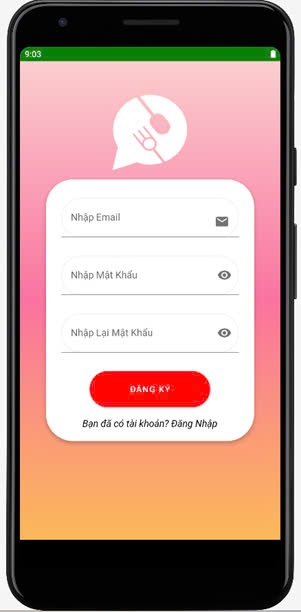 9:03
Nhập Email
Nhập Mật Khẩu
Nhập Lại Mật Khẩu
ĐĂNG KÝ
Bạn đã có tài khoản? Đăng Nhập